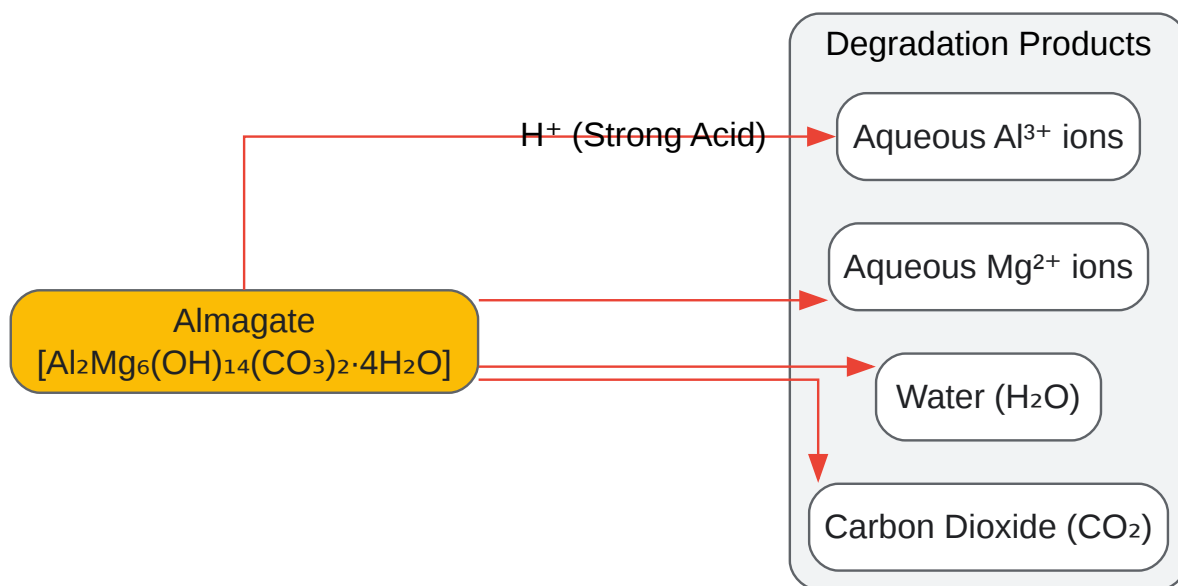 Degradation Products
H⁺ (Strong Acid)
Aqueous Al³⁺ ions
Aqueous Mg²⁺ ions
Almagate
[Al₂Mg₆(OH)₁₄(CO₃)₂·4H₂O]
Water (H₂O)
Carbon Dioxide (CO₂)